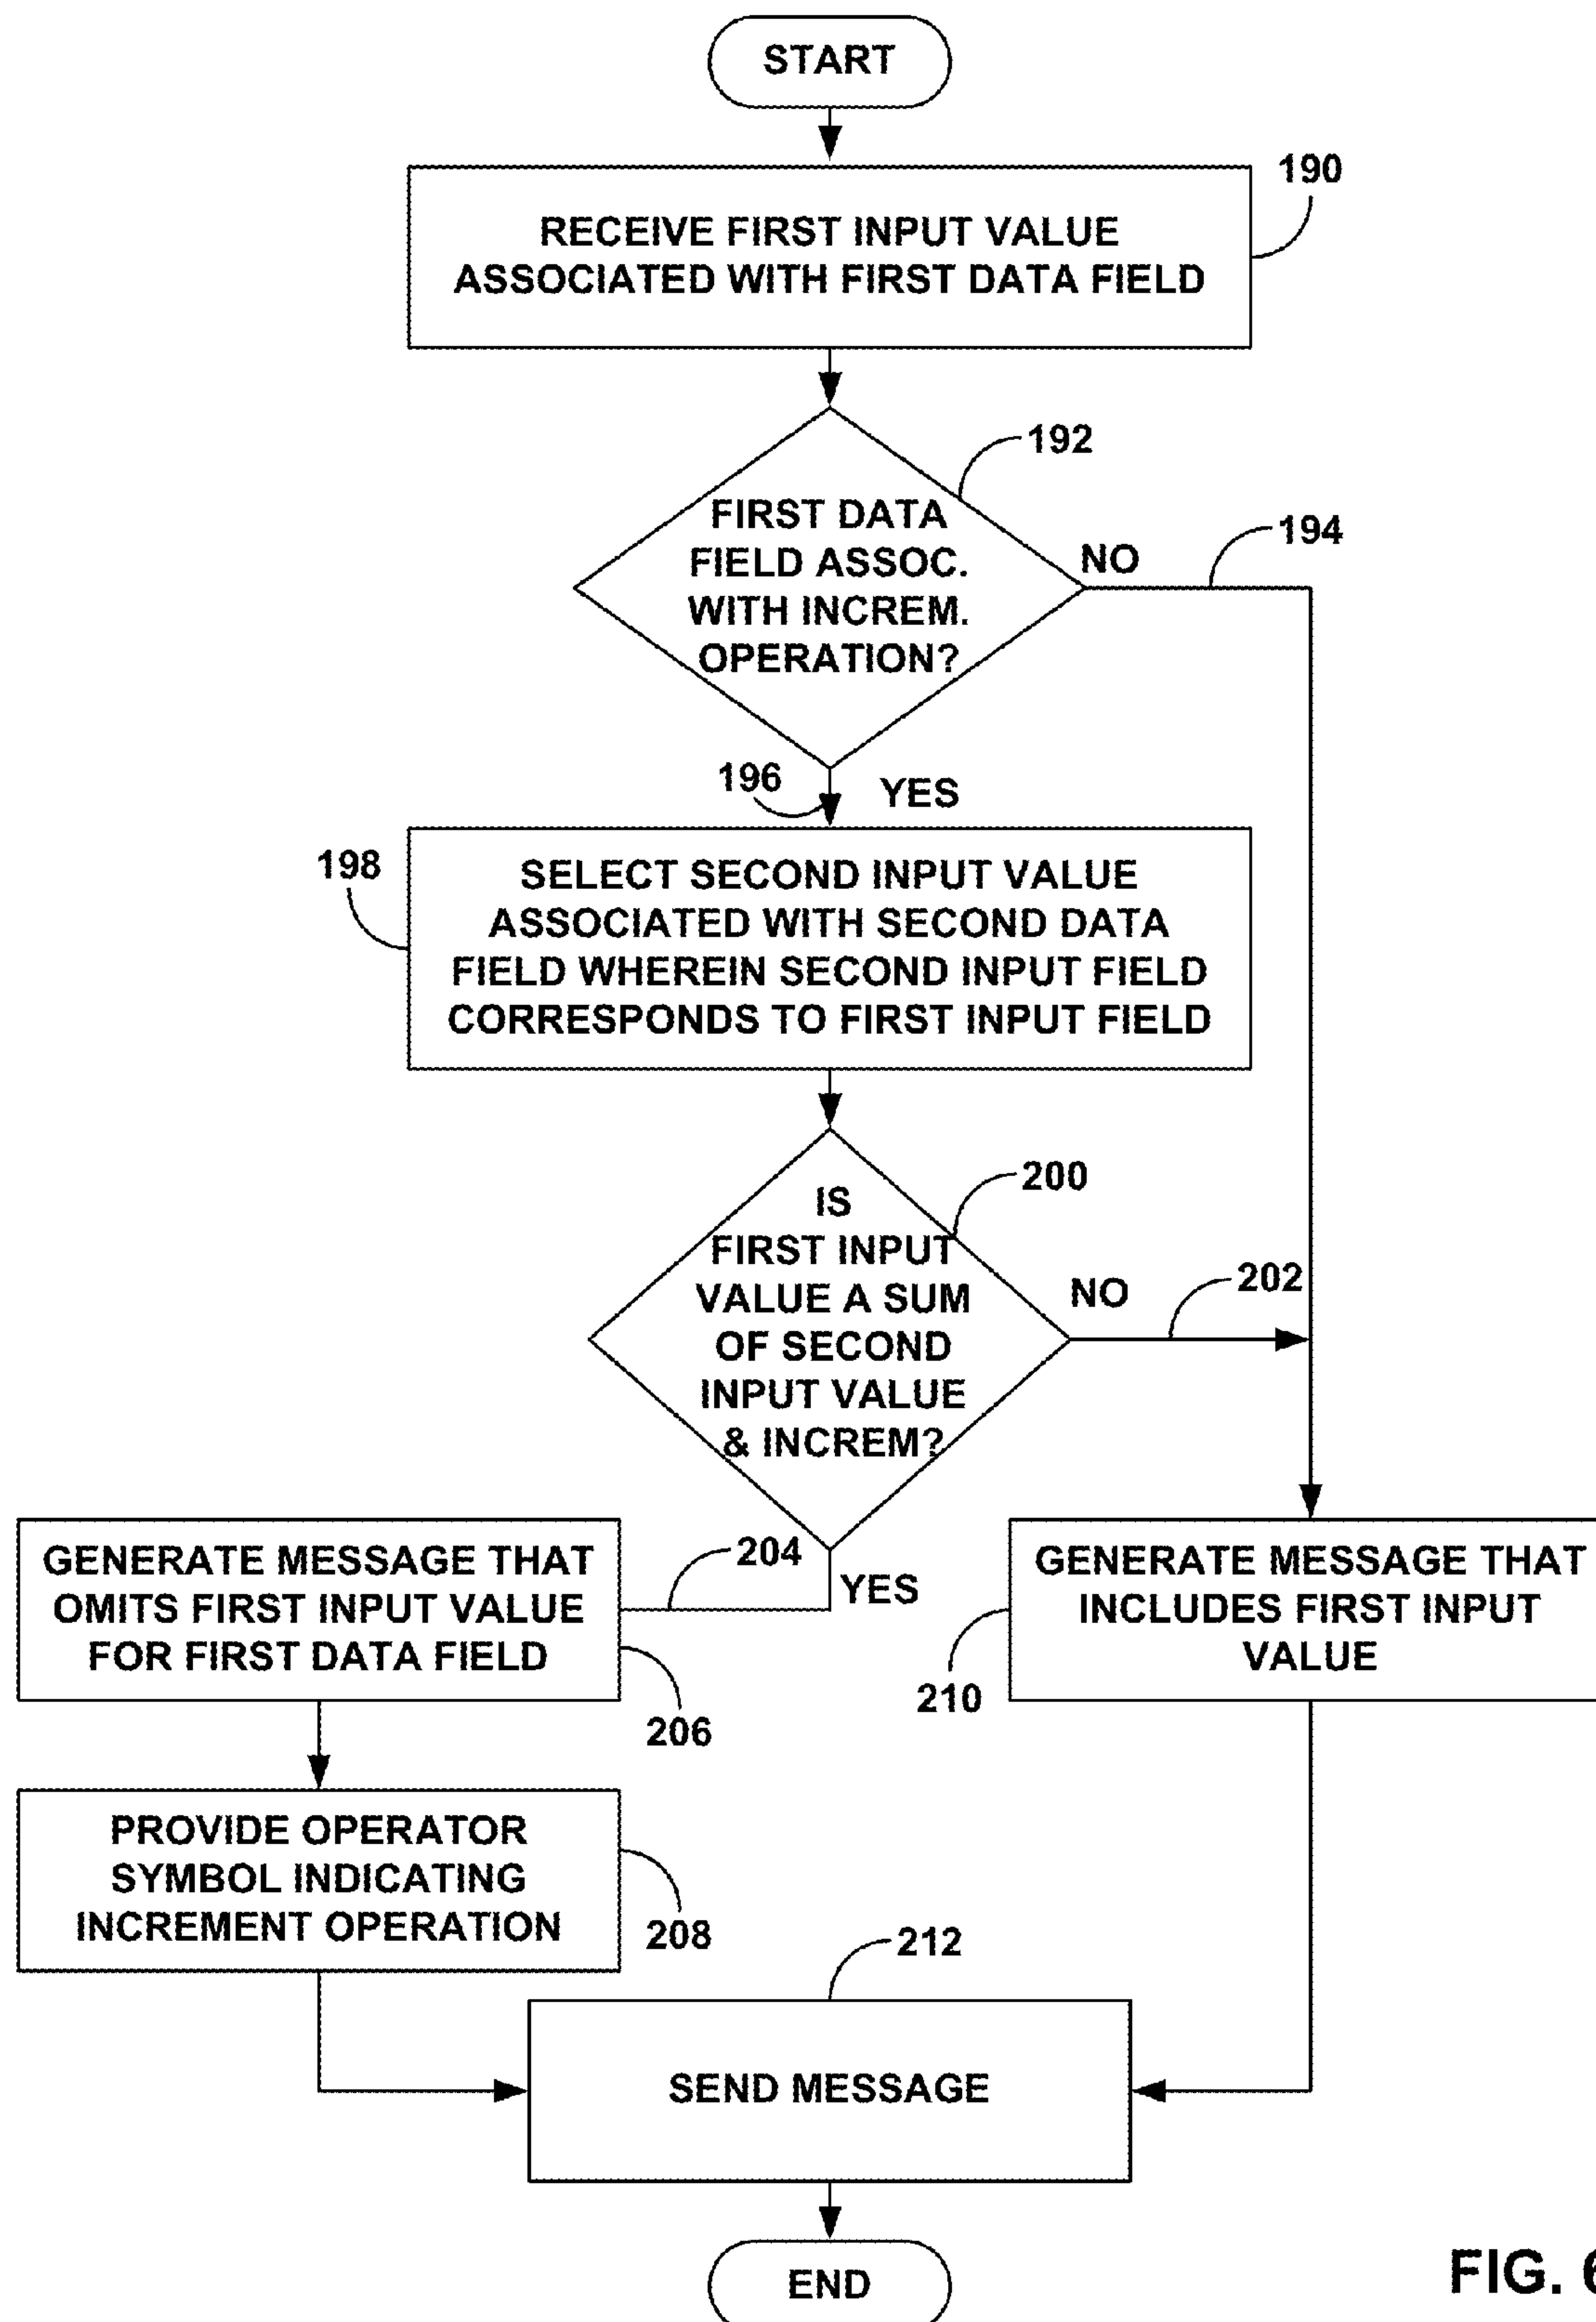 START
190
RECEIVE FIRST INPUT VALUE
ASSOCIATED WITH FIRST DATA FIELD
192
FIRST DATA
FIELD ASSOC.
WITH INCREM.
OPERATION?
NO
194
196
YES
198
SELECT SECOND INPUT VALUE
ASSOCIATED WITH SECOND DATA
FIELD WHEREIN SECOND INPUT FIELD
CORRESPONDS TO FIRST INPUT FIELD
200
IS
FIRST INPUT
VALUE A SUM
OF SECOND
INPUT VALUE
& INCREM?
NO
202
204
YES
GENERATE MESSAGE THAT
OMITS FIRST INPUT VALUE
FOR FIRST DATA FIELD
206
GENERATE MESSAGE THAT
INCLUDES FIRST INPUT
VALUE
210
PROVIDE OPERATOR
SYMBOL INDICATING
INCREMENT OPERATION
208
212
SEND MESSAGE
END
FIG. 6